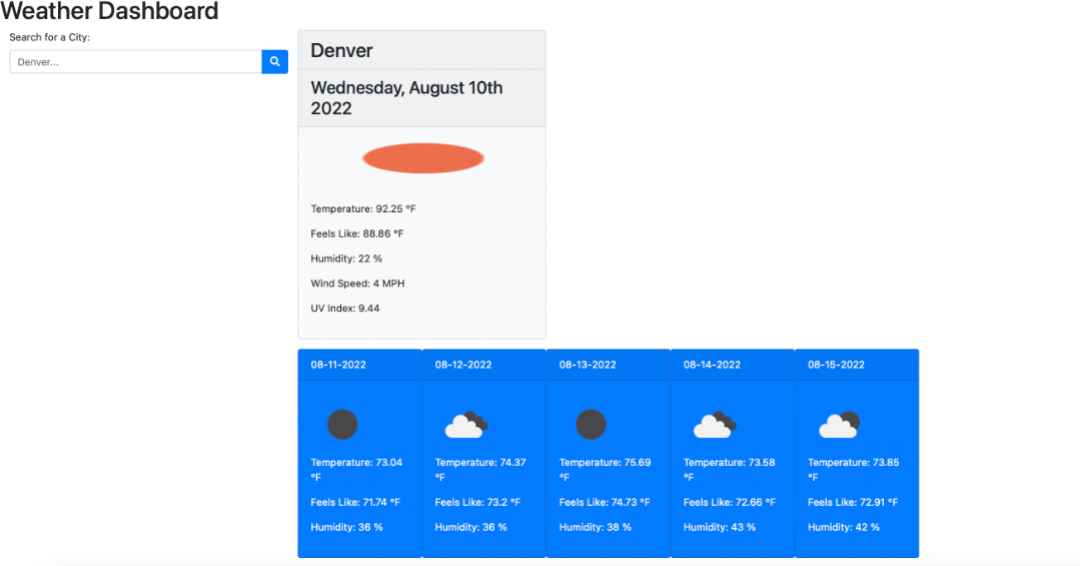 Weather Dashboard
Search for a City:
Denver...
Denver
Wednesday, August 10th
2022
Temperature: 92.25 °F
Feels Like: 88.86 °F
Humidity: 22 %
Wind Speed: 4 MPH
UV Index: 9.44
08-11-2022
Temperature: 73.04
°F
Feels Like: 71.74 °F
Humidity: 36 %
08-12-2022
Temperature: 74.37
°F
Feels Like: 73.2 °F
Humidity: 36 %
08-13-2022
Temperature: 75.69
°F
Feels Like: 74.73 °F
Humidity: 38 %
08-14-2022
Temperature: 73.58
°F
Feels Like: 72.66 °F
Humidity: 43 %
08-15-2022
Temperature: 73.85
°F
Feels Like: 72.91 °F
Humidity: 42 %